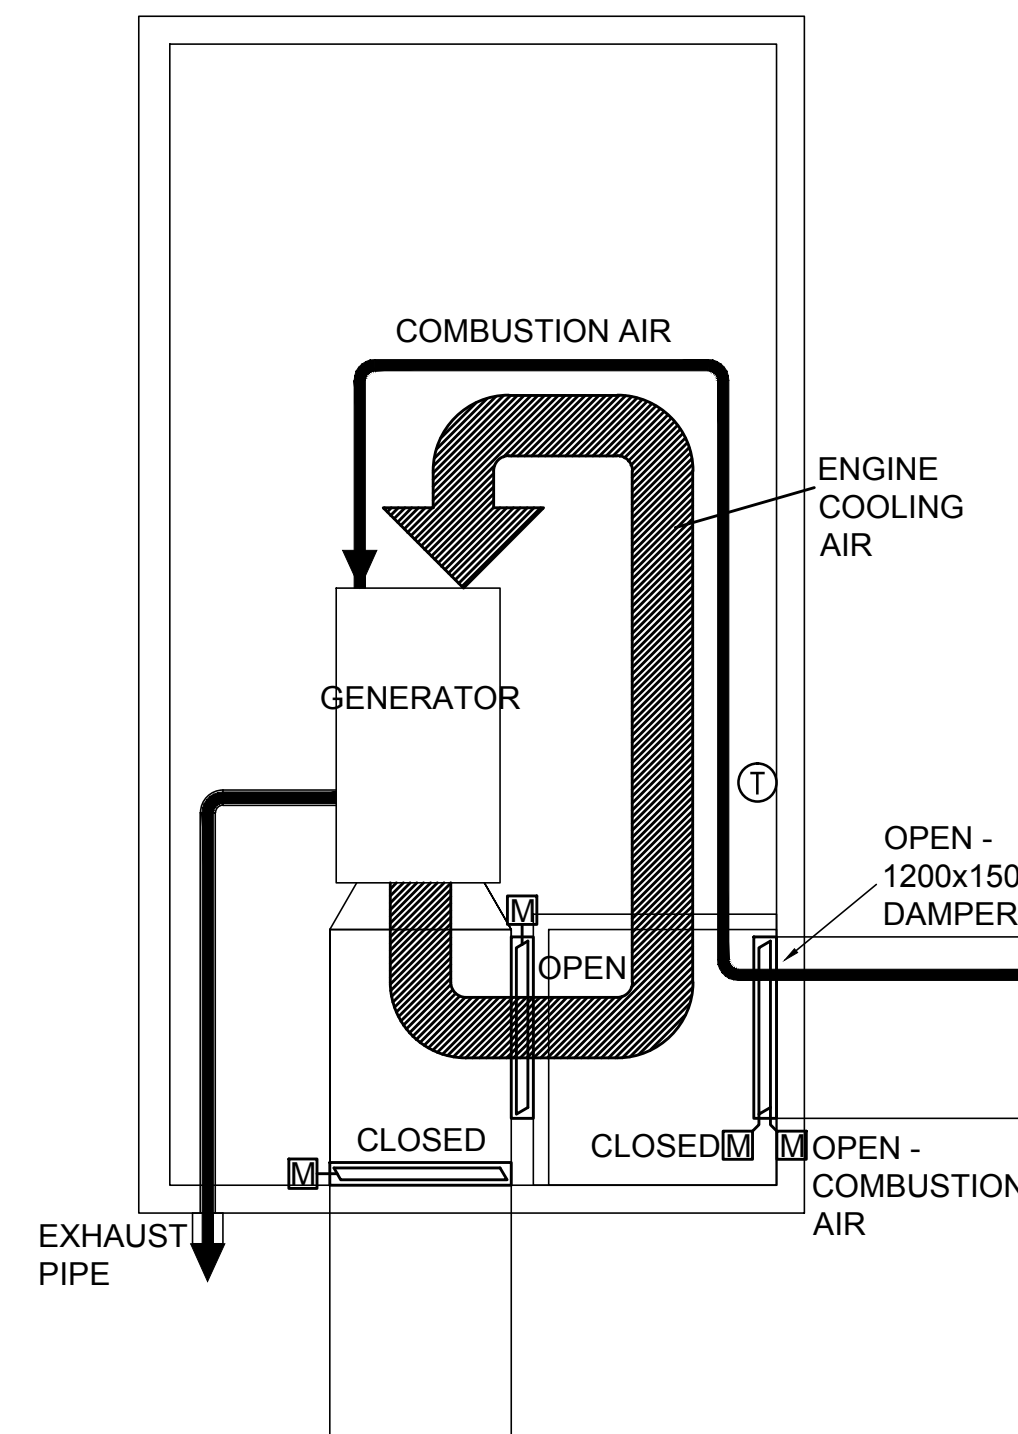 COMBUSTION AIR
ENGINE
COOLING
AIR
GENERATOR
T
OPEN -
1200x150
DAMPER
M
OPEN
CLOSED
M
CLOSED M
M OPEN -
COMBUSTION
AIR
EXHAUST
PIPE